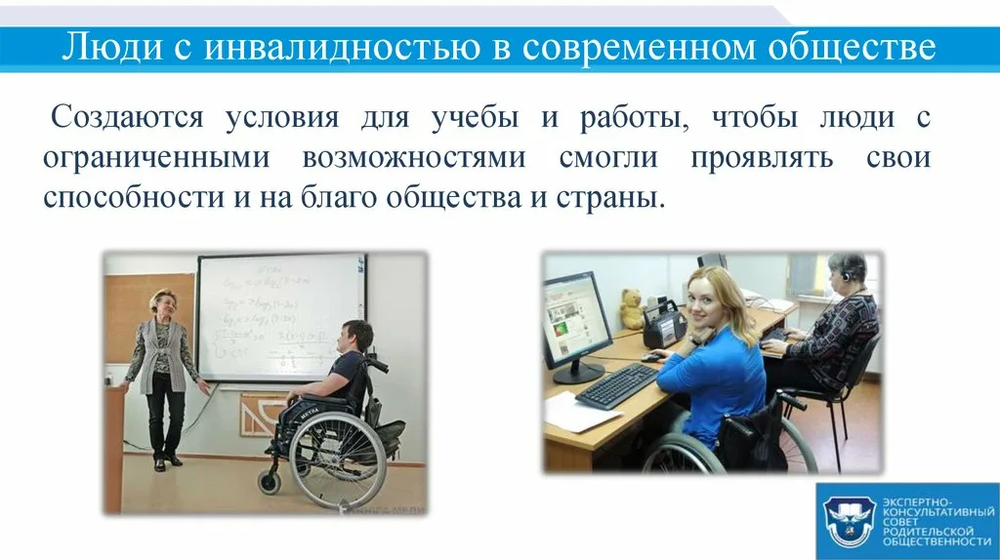 Люди с инвалидностью в современном обществе
Создаются условия для учебы и работы, чтобы люди с
ограниченными возможностями смогли проявлять свои
способности и на благо общества и страны.
ЭКСПЕРТНО-
КОНСУЛЬТАТИВНЫЙ
СОВЕТ
РОДИТЕЛЬСКОЙ
ОБЩЕСТВЕННОСТИ